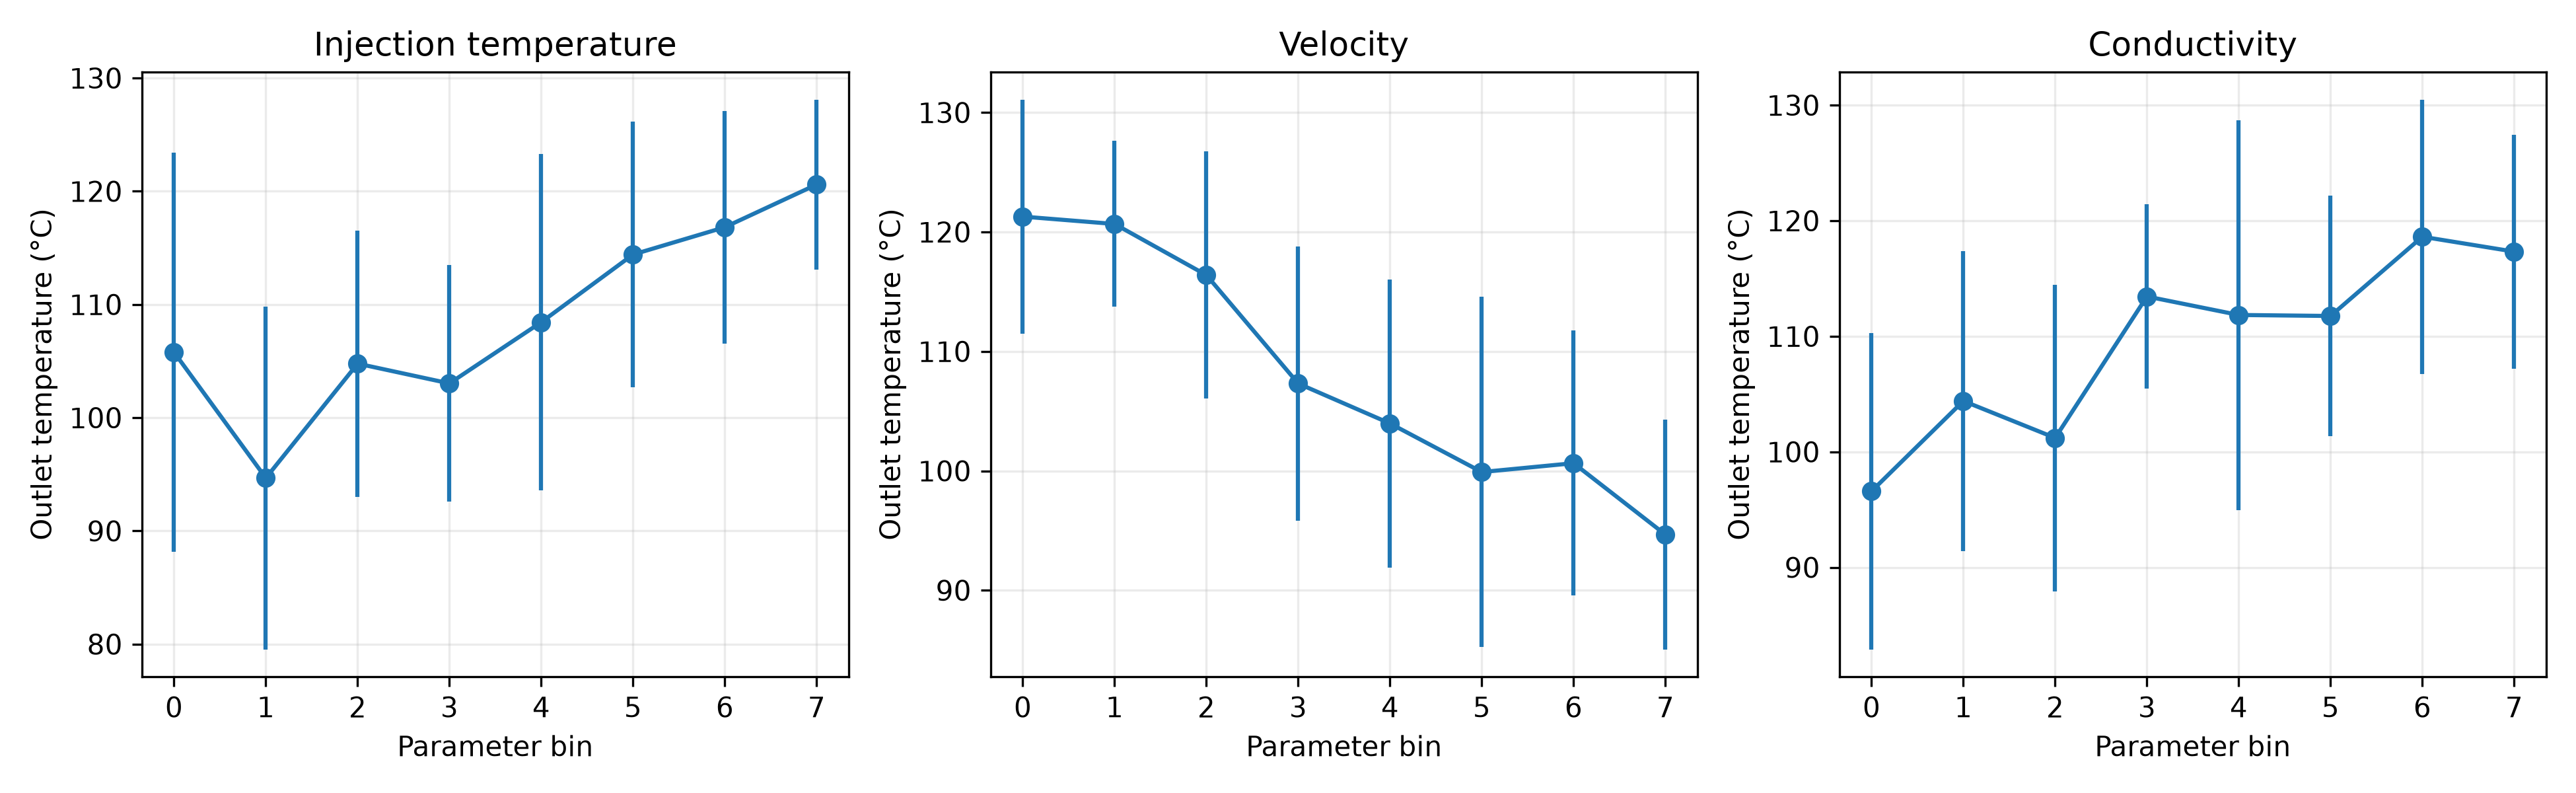 Injection temperature
Outlet temperature (°C)
130
120
110
100
90
80
0 1 2 3 4 5 6 7
Parameter bin
Velocity
Outlet temperature (°C)
130
120
110
100
90
0 1 2 3 4 5 6 7
Parameter bin
Conductivity
Outlet temperature (°C)
130
120
110
100
90
0 1 2 3 4 5 6 7
Parameter bin